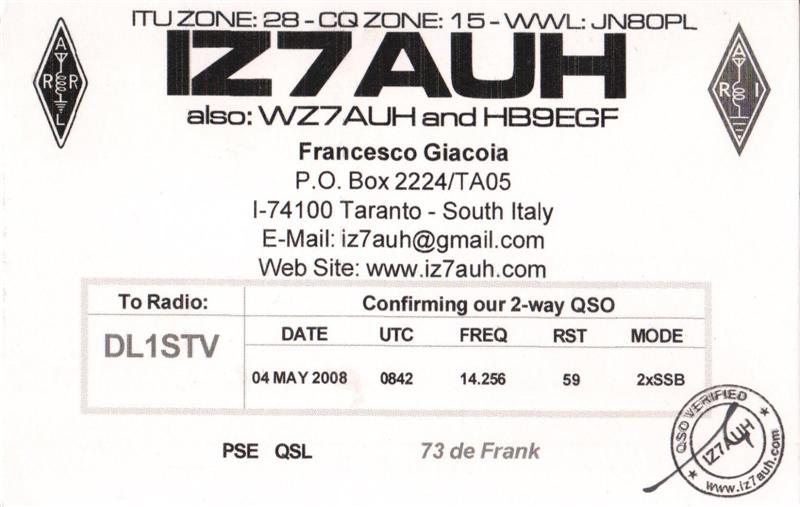 ITU ZONE: 28 - CQ ZONE: 15 - WWL: JN80PL
IZ7AUH
also: WZ7AUH and HB9EGF
A
R R
L
A
R I
Francesco Giacoia
P.O. Box 2224/TA05
I-74100 Taranto - South Italy
E-Mail: iz7auh@gmail.com
Web Site: www.iz7auh.com
To Radio: Confirming our 2-way QSO
DL1STV
DATE UTC FREQ RST MODE
04 MAY 2008 0842 14.256 59 2xSSB
PSE QSL 73 de Frank
QSO VERIFIED
IZ7AUH
www.iz7auh.com